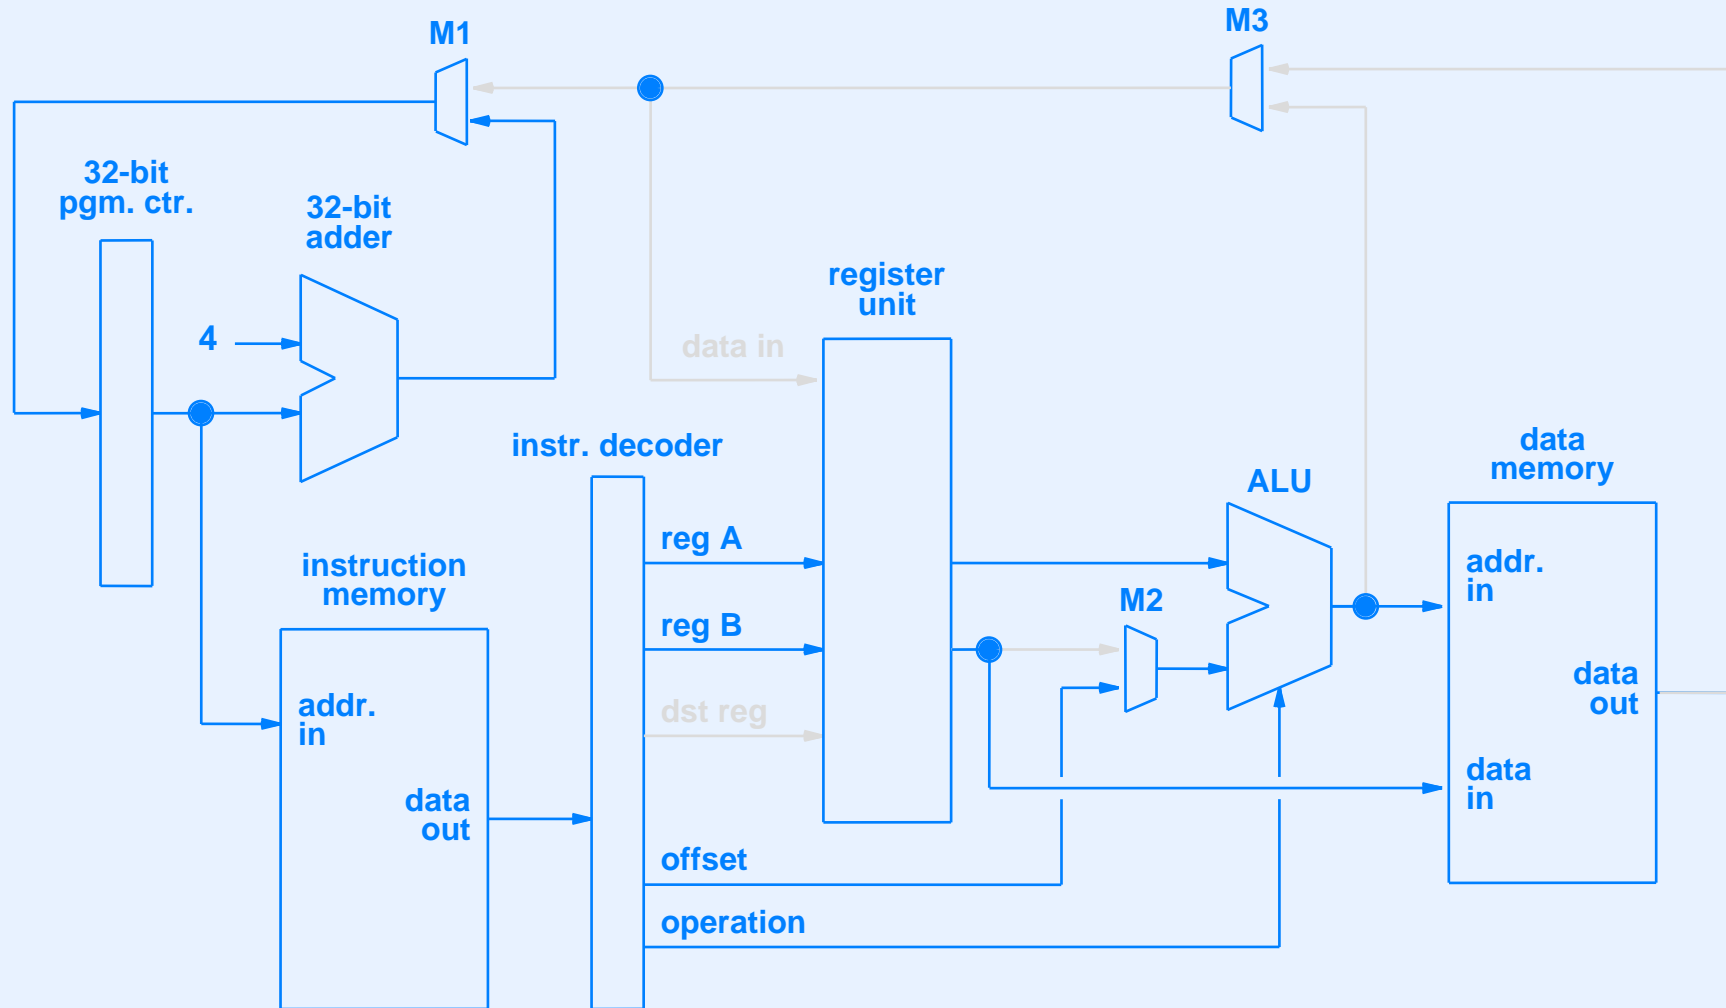 M1
M3
32-bit
pgm. ctr.
32-bit
adder
4
register
unit
data in
instr. decoder
data
memory
ALU
reg A
addr.
in
instruction
memory
M2
reg B
data
out
addr.
in
dst reg
data
in
data
out
offset
operation